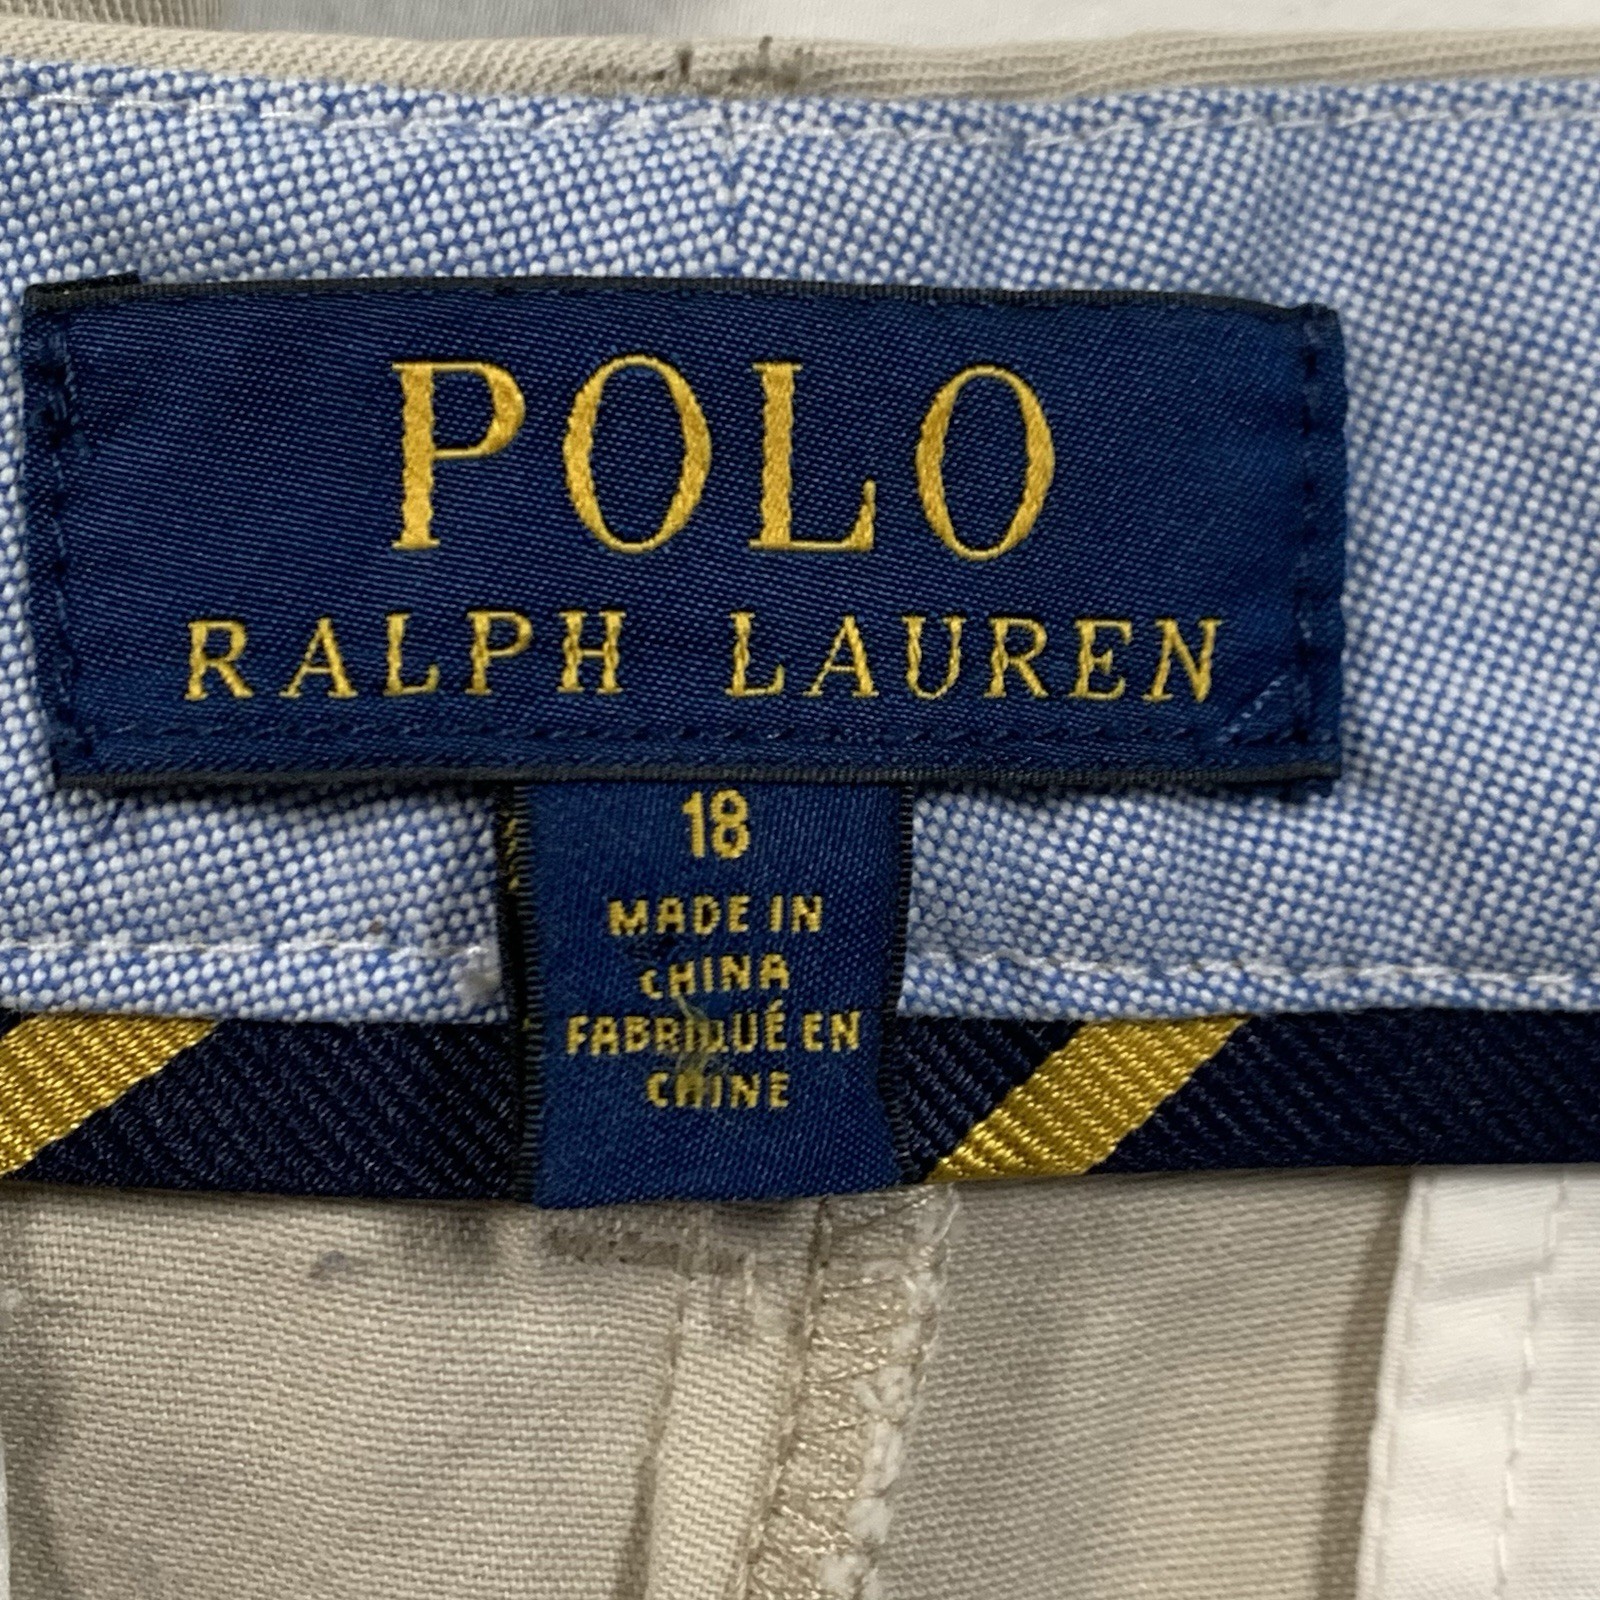 POLO
RALPH LAUREN
18
MADE IN
CHINA
FABRIQUÉ EN
CHINE